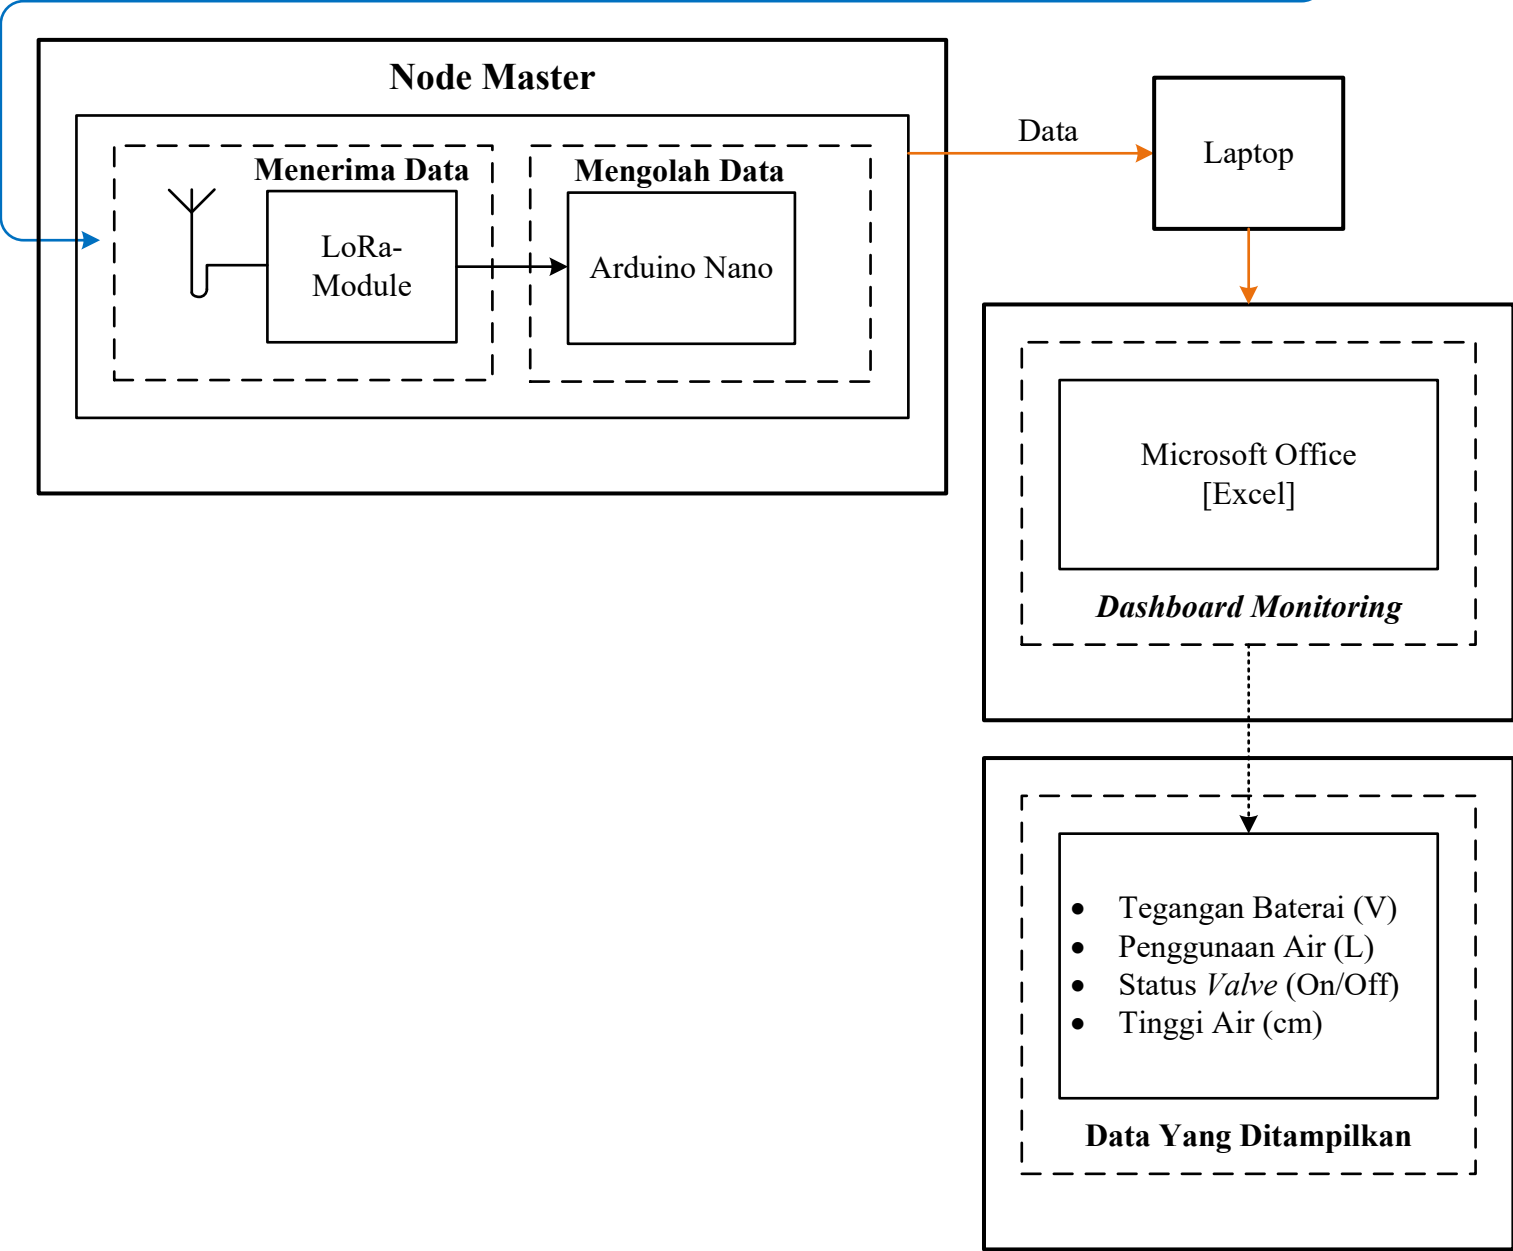 Node Master
Menerima Data
LoRa-
Module
Mengolah Data
Arduino Nano
Data
Laptop
Microsoft Office
[Excel]
Dashboard Monitoring
• Tegangan Baterai (V)
• Penggunaan Air (L)
• Status Valve (On/Off)
• Tinggi Air (cm)
Data Yang Ditampilkan